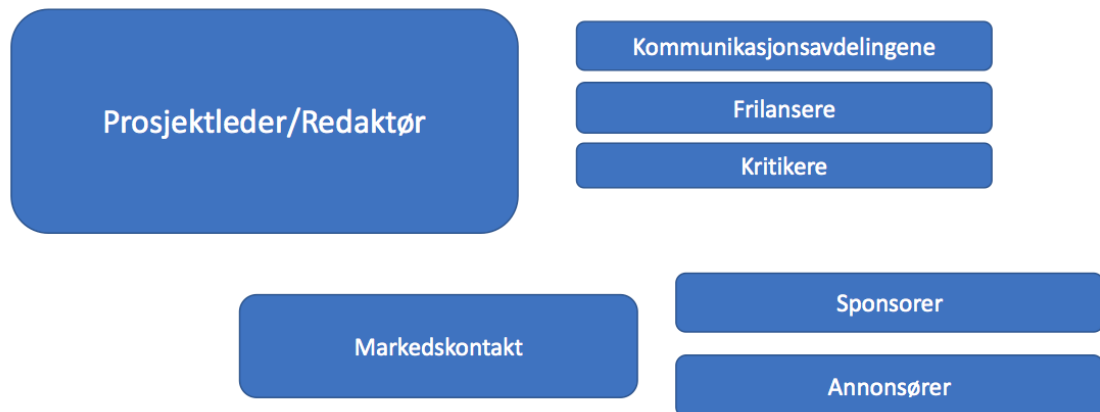 Prosjektleder/Redaktør
Kommunikasjonsavdelingene
Frilansere
Kritikere
Markedskontakt
Sponsorer
Annonsører